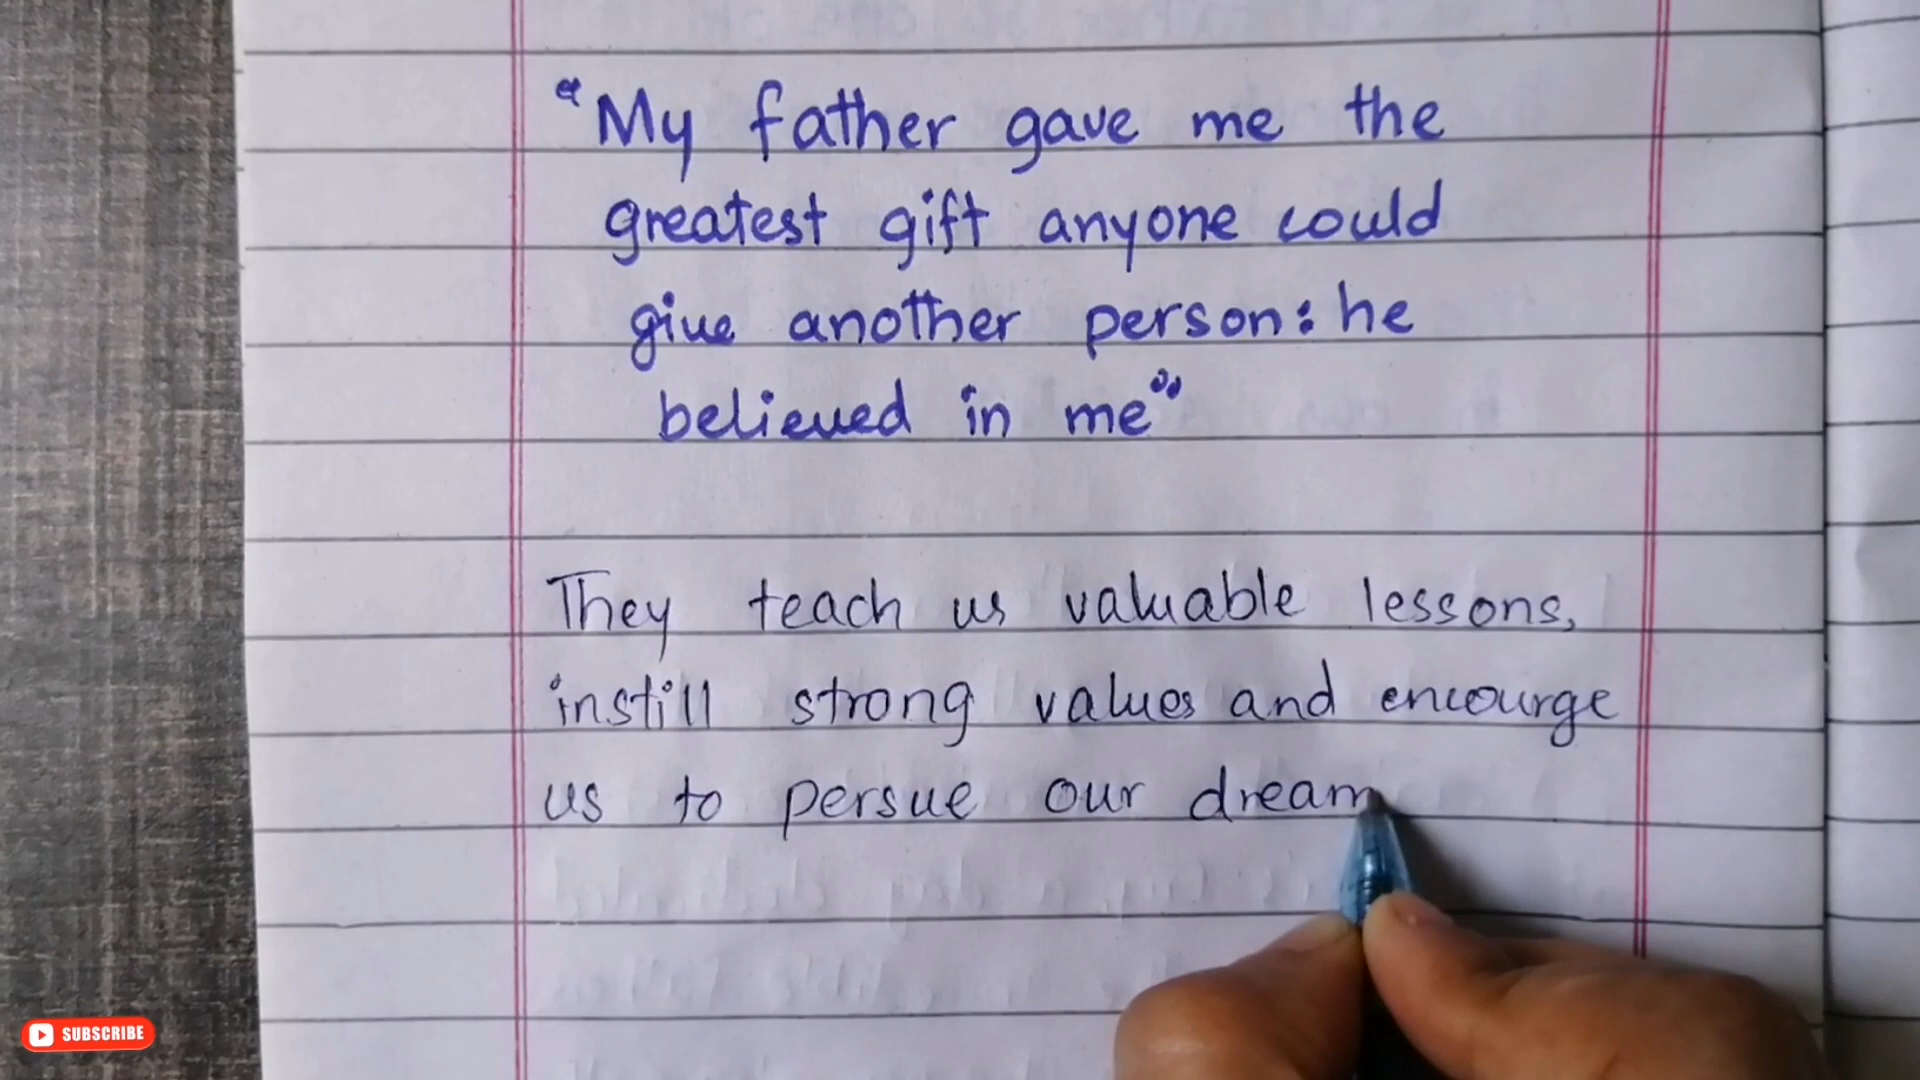 "My father gave me the
greatest gift anyone could
give another person: he
believed in me"
They teach us valuable lessons,
instill strong values and encourge
us to persue our dream
SUBSCRIBE